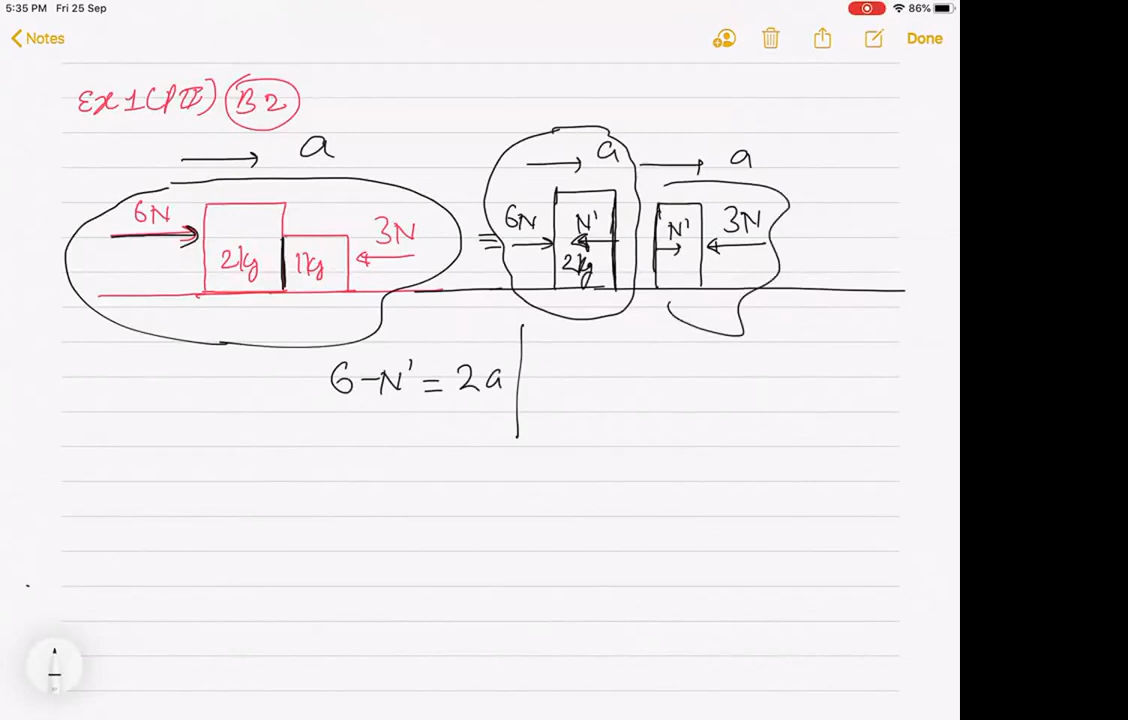 5:35 PM Fri 25 Sep 86%
Notes Done
Ex 1 (PII) B2
a a a
6N 3N 6N N' N' 3N
2kg 1kg ≡ 2kg
6-N' = 2a